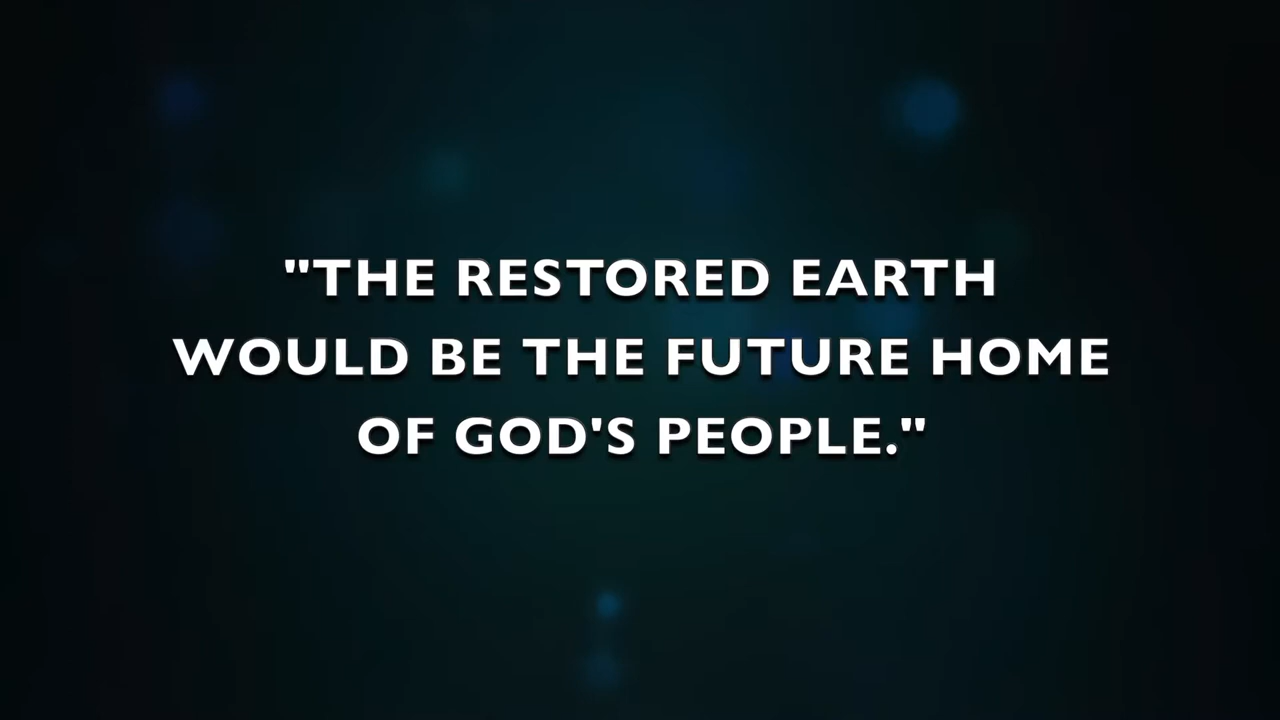 "THE RESTORED EARTH
WOULD BE THE FUTURE HOME
OF GOD'S PEOPLE."